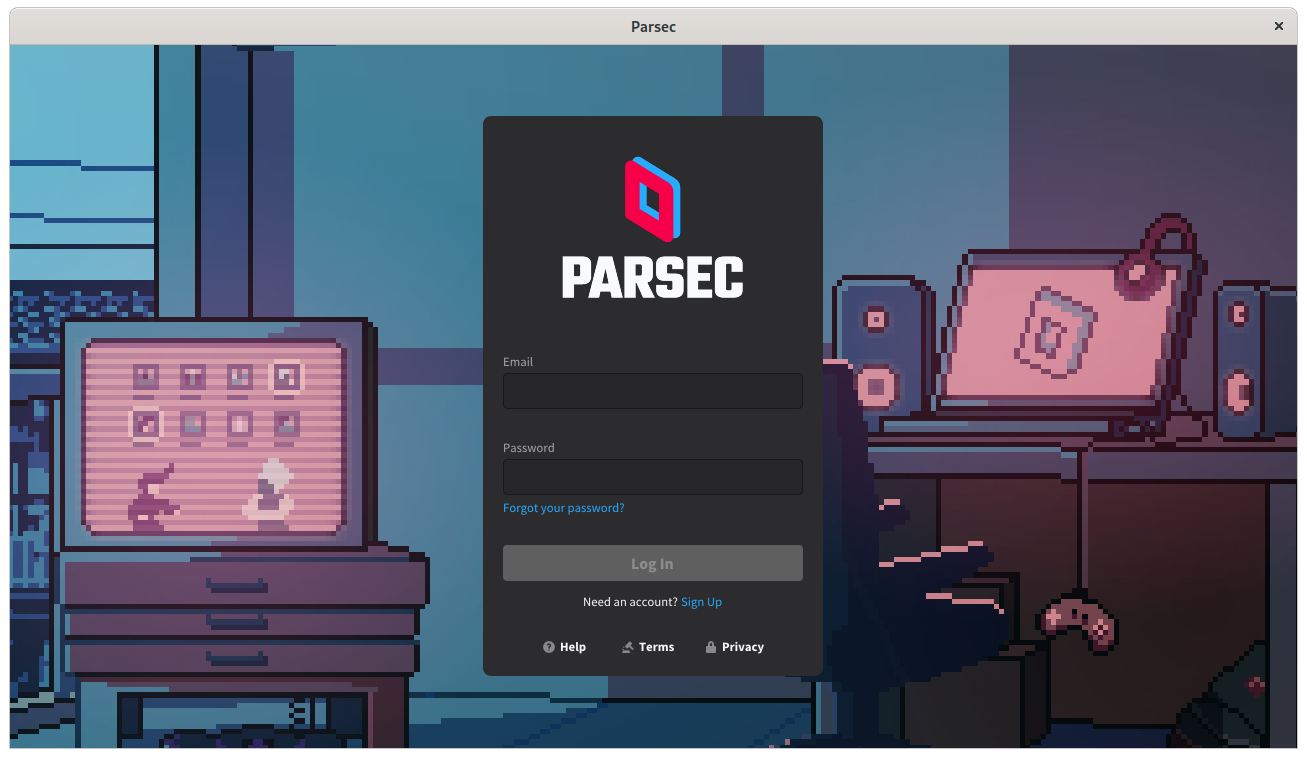 Parsec
PARSEC
Email
Password
Forgot your password?
Log In
Need an account? Sign Up
Help Terms Privacy